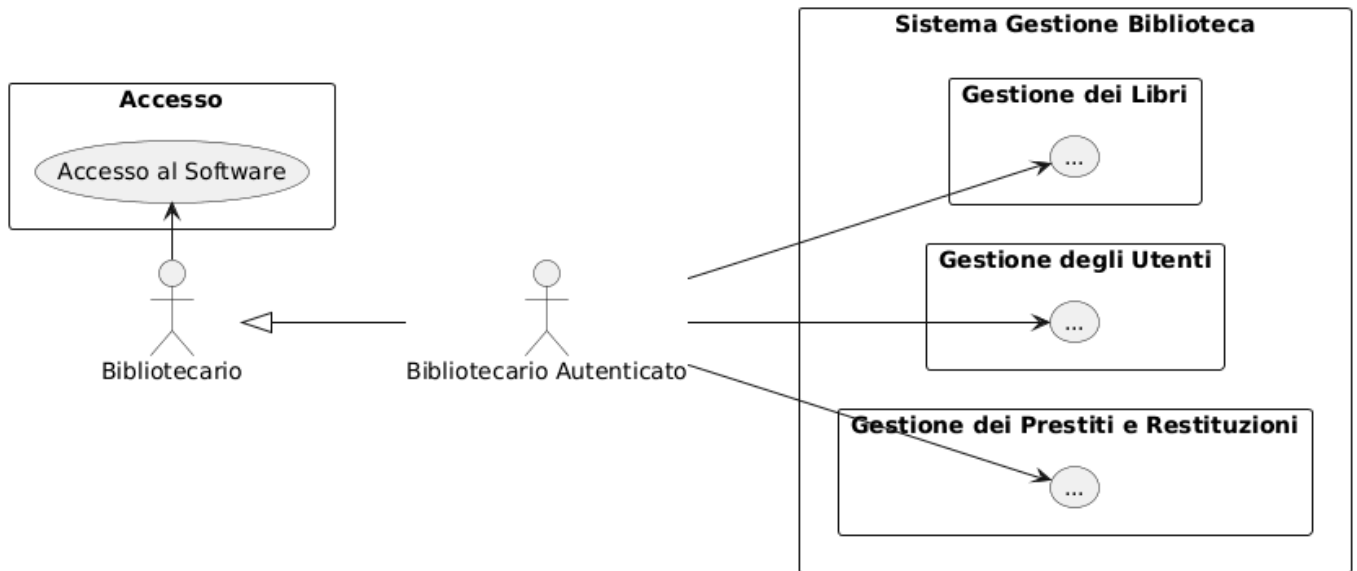 Sistema Gestione Biblioteca
Accesso
Accesso al Software
Bibliotecario
Bibliotecario Autenticato
Gestione dei Libri
...
Gestione degli Utenti
...
Gestione dei Prestiti e Restituzioni
...